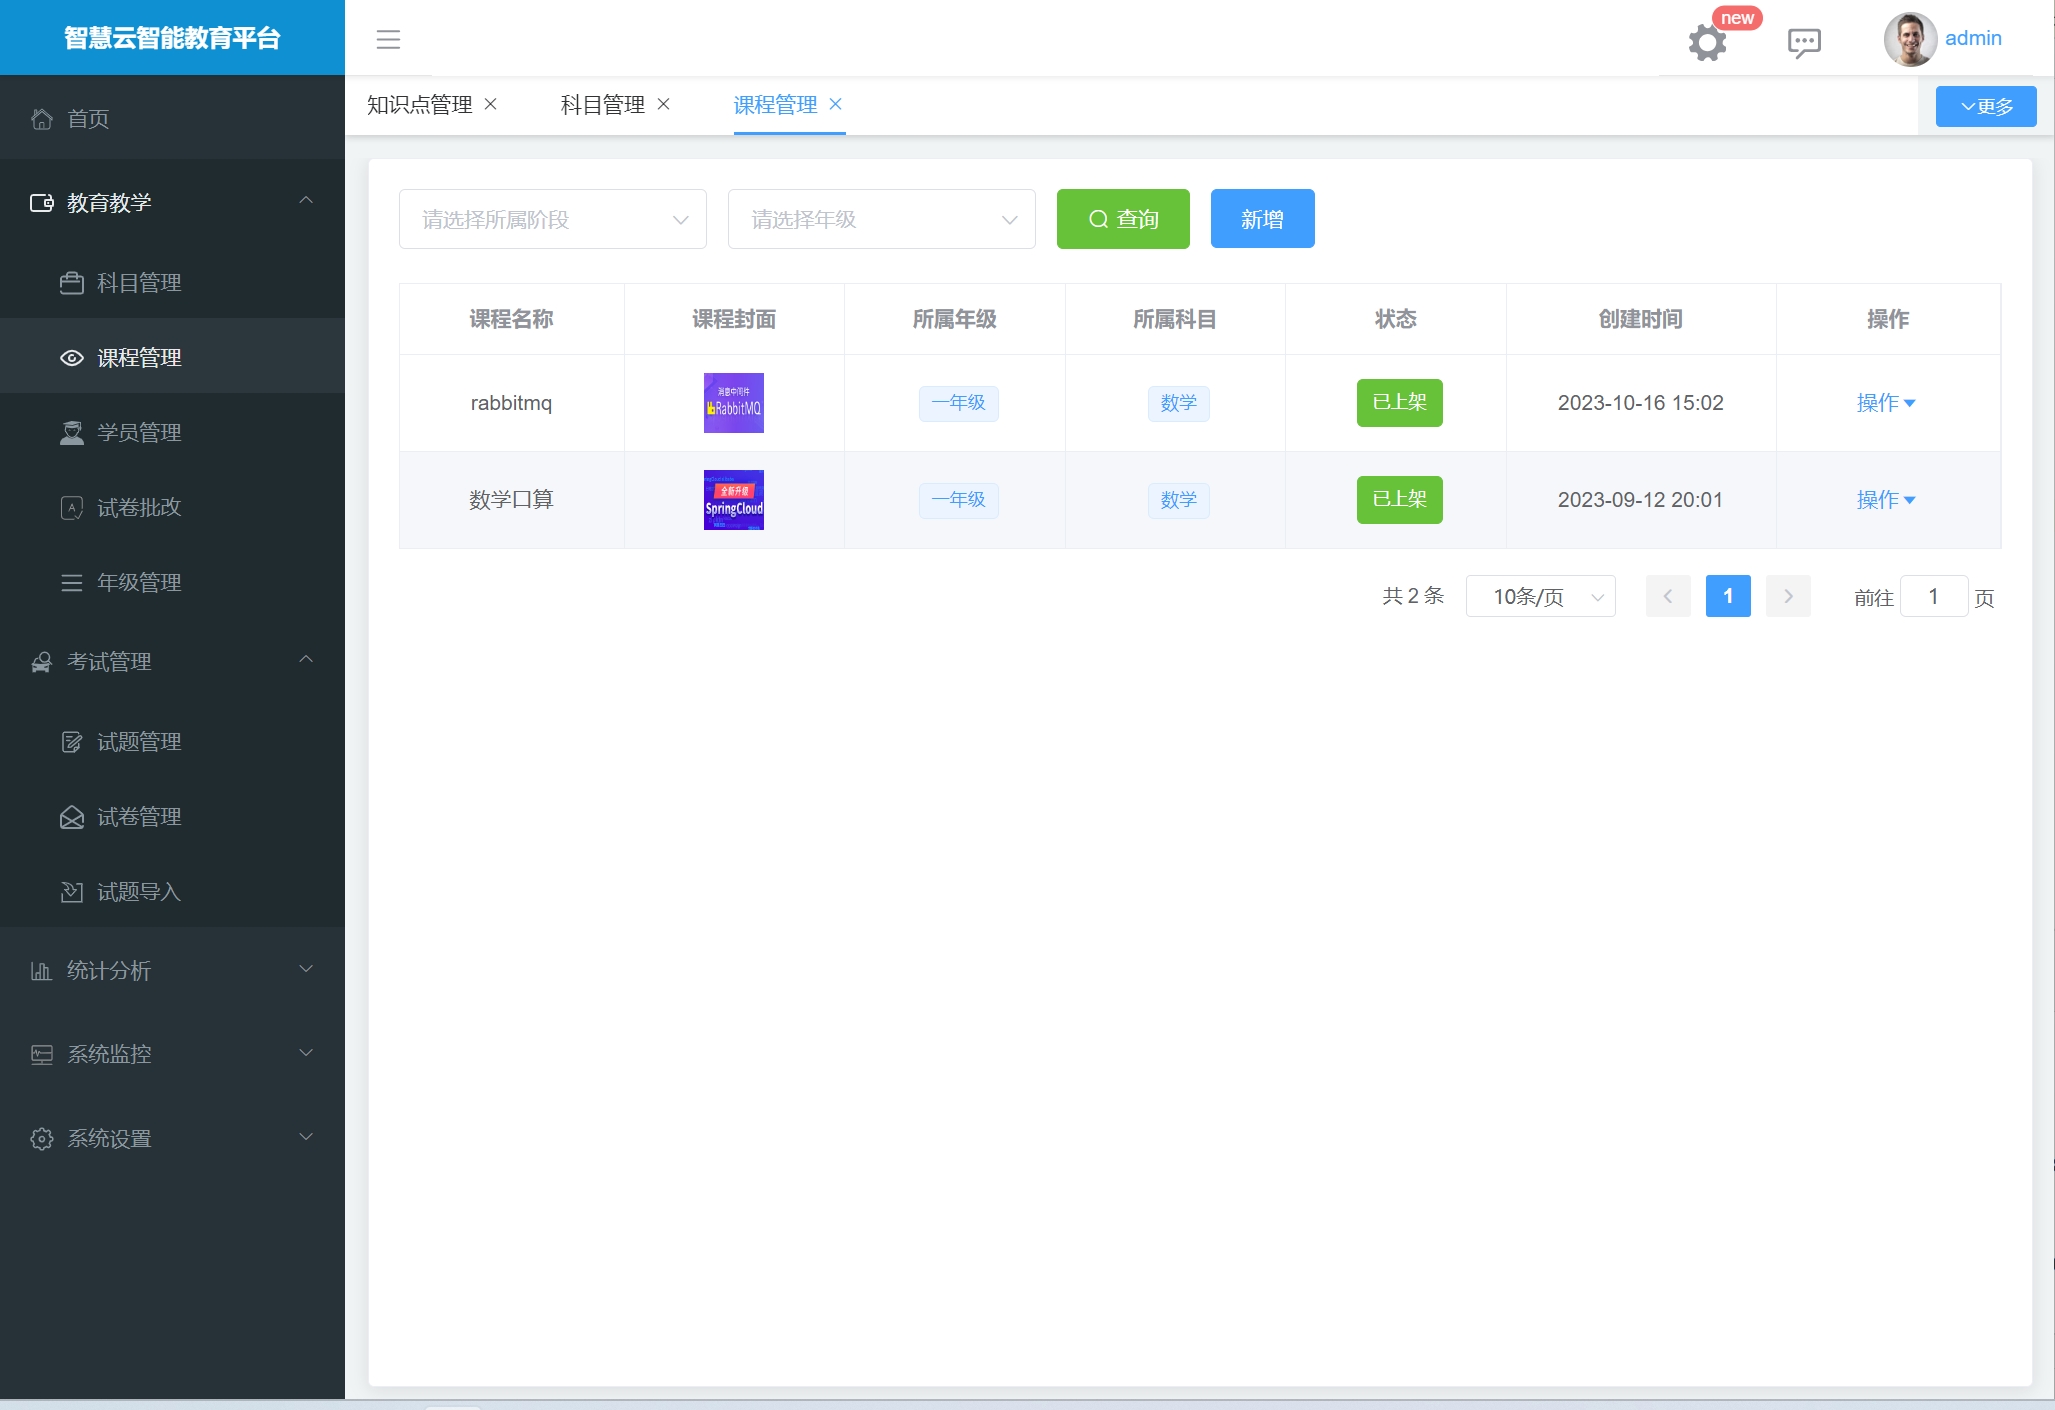 智慧云智能教育平台
new
admin
首页
教育教学
科目管理
课程管理
学员管理
试卷批改
年级管理
考试管理
试题管理
试卷管理
试题导入
统计分析
系统监控
系统设置
知识点管理 科目管理 课程管理 更多
请选择所属阶段 请选择年级 查询 新增
课程名称 课程封面 所属年级 所属科目 状态 创建时间 操作
消息中间件
RabbitMQ
rabbitmq 一年级 数学 已上架 2023-10-16 15:02 操作
全新升级
SpringCloud
数学口算 一年级 数学 已上架 2023-09-12 20:01 操作
共 2 条 10条/页 1 前往 1 页